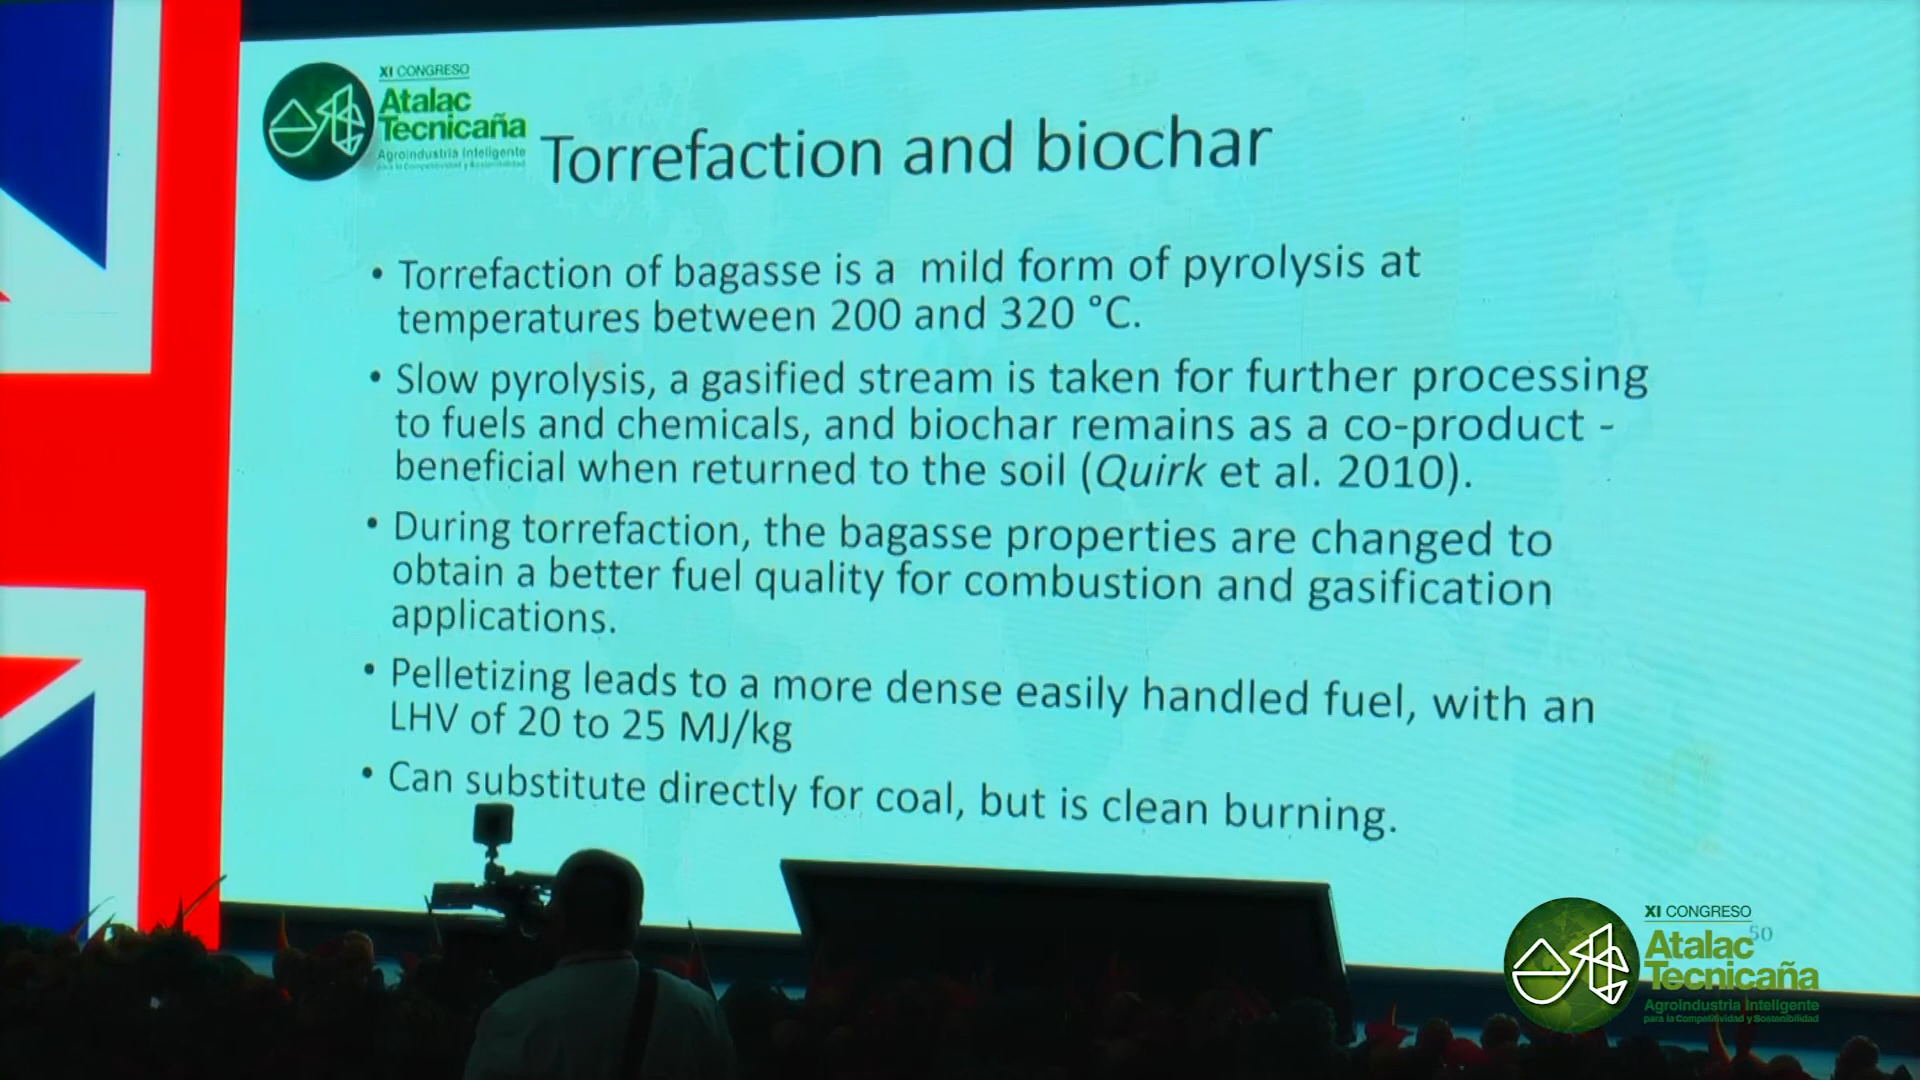 XI CONGRESO
Atalac
Tecnicaña
Agroindustria Inteligente
para la Competitividad y Sostenibilidad
Torrefaction and biochar
• Torrefaction of bagasse is a mild form of pyrolysis at
temperatures between 200 and 320 °C.
• Slow pyrolysis, a gasified stream is taken for further processing
to fuels and chemicals, and biochar remains as a co-product -
beneficial when returned to the soil (Quirk et al. 2010).
• During torrefaction, the bagasse properties are changed to
obtain a better fuel quality for combustion and gasification
applications.
• Pelletizing leads to a more dense easily handled fuel, with an
LHV of 20 to 25 MJ/kg
• Can substitute directly for coal, but is clean burning.
50
XI CONGRESO
Atalac
Tecnicaña
Agroindustria Inteligente
para la Competitividad y Sostenibilidad